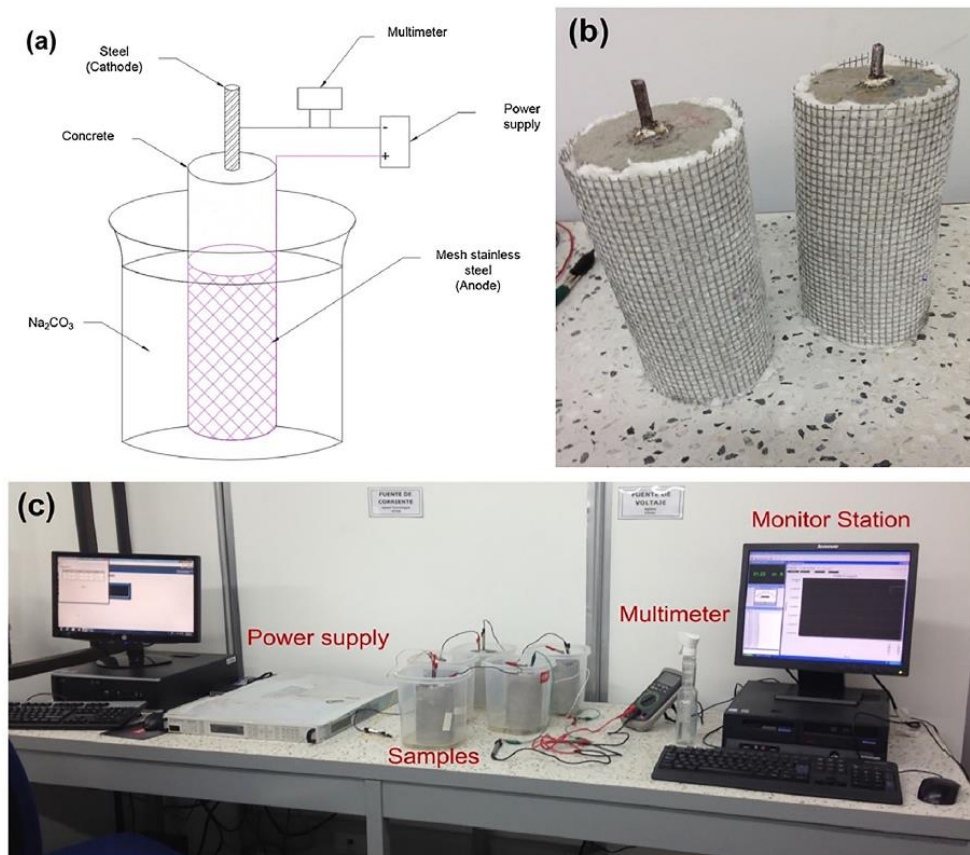 (a)
Steel
(Cathode)
Multimeter
Concrete
Power
supply
-
+
Mesh stainless
steel
(Anode)
Na₂CO₃
(b)
(c)
FUENTE DE
CORRIENTE
FUENTE DE
VOLTAJE
Monitor Station
Power supply
Multimeter
Samples
lenovo